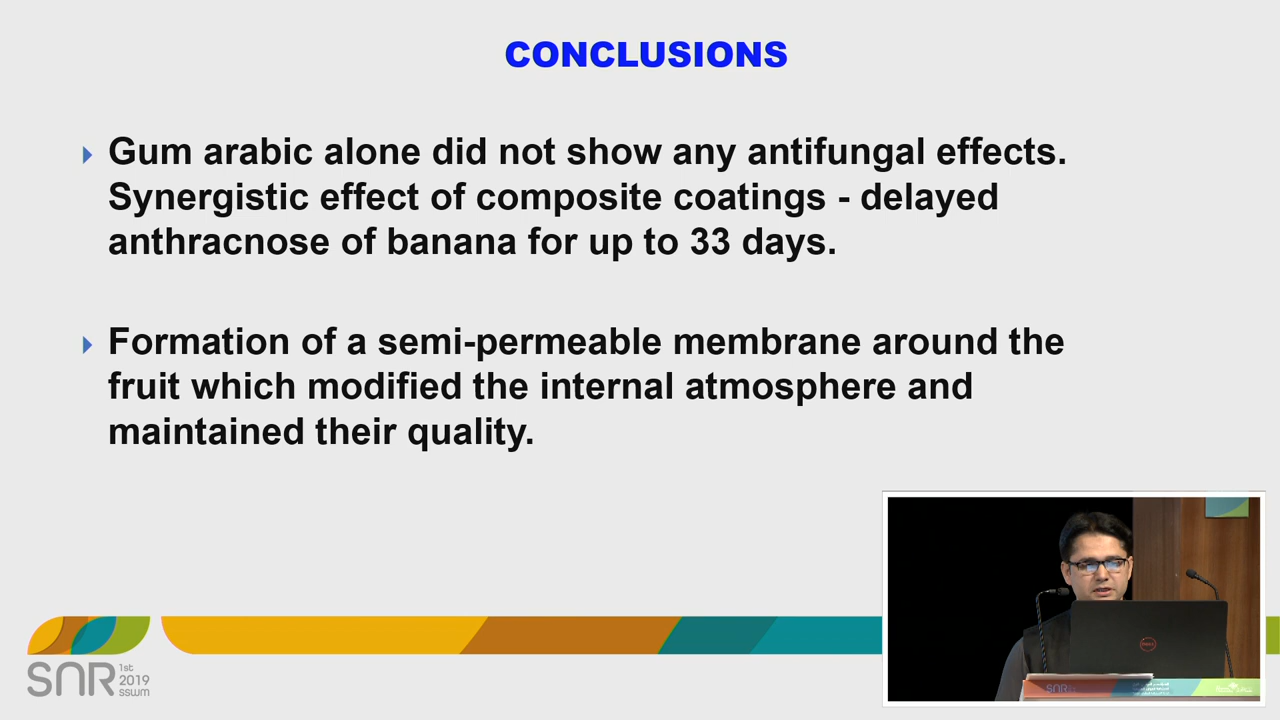 CONCLUSIONS
Gum arabic alone did not show any antifungal effects.
Synergistic effect of composite coatings - delayed
anthracnose of banana for up to 33 days.
Formation of a semi-permeable membrane around the
fruit which modified the internal atmosphere and
maintained their quality.
SNR
1st
2019
sswm
DELL
SNR